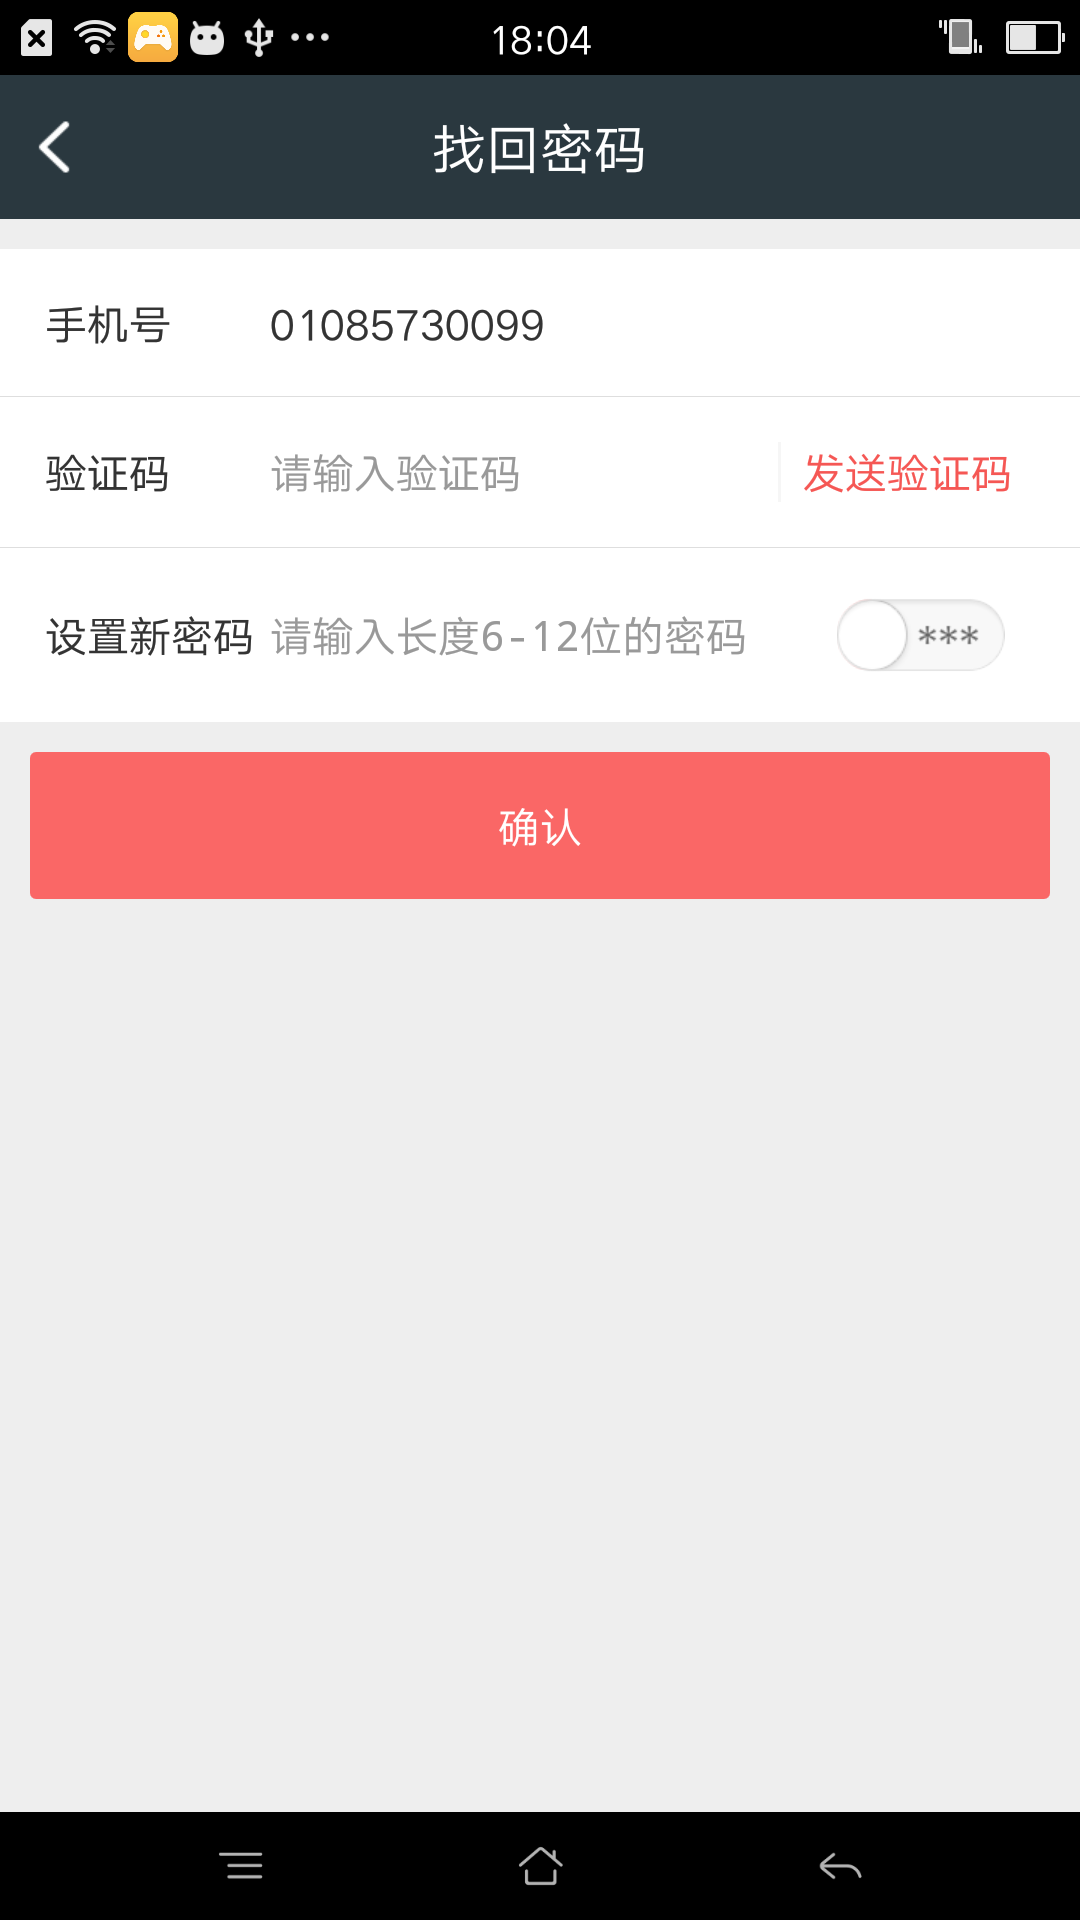 18:04
找回密码
手机号 01085730099
验证码 请输入验证码 发送验证码
设置新密码 请输入长度6-12位的密码 ***
确认